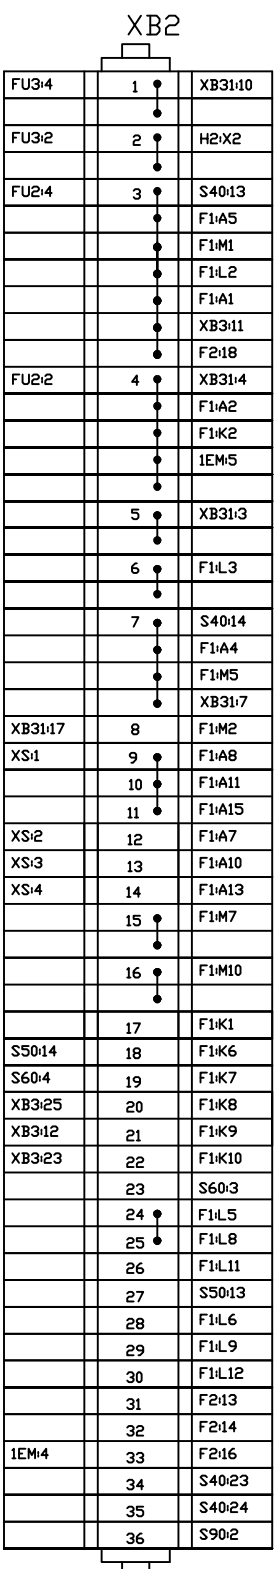 XB2
FU3:4 1 XB31:10
FU3:2 2 H2:X2
FU2:4 3 S40:13
F1:A5
F1:M1
F1:L2
F1:A1
XB3:11
F2:18
FU2:2 4 XB31:4
F1:A2
F1:K2
1EM:5
5 XB31:3
6 F1:L3
7 S40:14
F1:A4
F1:M5
XB31:7
XB31:17 8 F1:M2
XS:1 9 F1:A8
10 F1:A11
11 F1:A15
XS:2 12 F1:A7
XS:3 13 F1:A10
XS:4 14 F1:A13
15 F1:M7
16 F1:M10
17 F1:K1
S50:14 18 F1:K6
S60:4 19 F1:K7
XB3:25 20 F1:K8
XB3:12 21 F1:K9
XB3:23 22 F1:K10
23 S60:3
24 F1:L5
25 F1:L8
26 F1:L11
27 S50:13
28 F1:L6
29 F1:L9
30 F1:L12
31 F2:13
32 F2:14
1EM:4 33 F2:16
34 S40:23
35 S40:24
36 S90:2